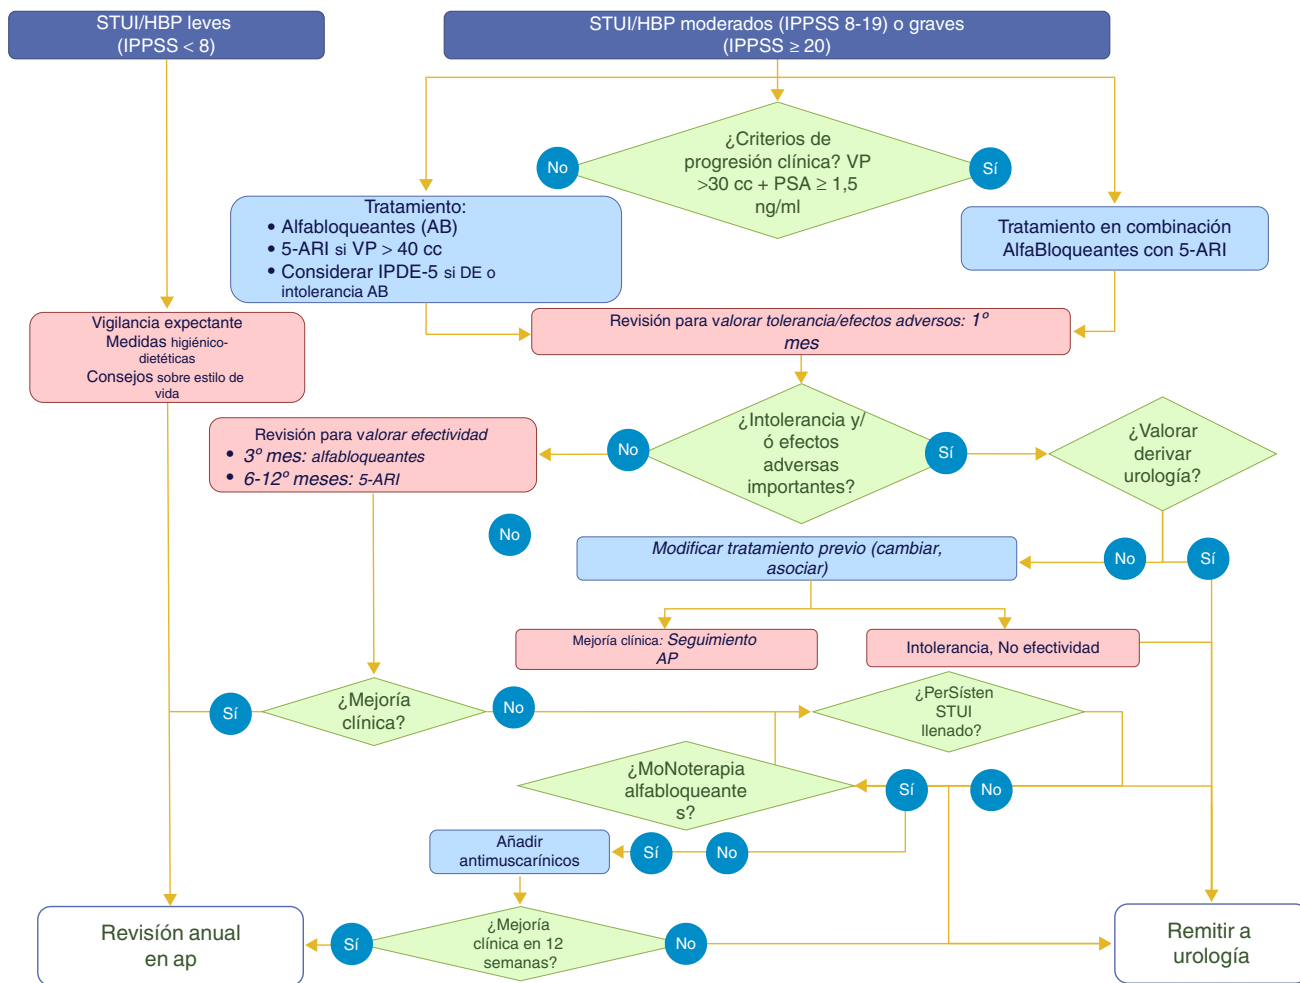 STUI/HBP leves
(IPPSS < 8)
STUI/HBP moderados (IPPSS 8-19) o graves
(IPPSS ≥ 20)
¿Criterios de
progresión clínica? VP
>30 cc + PSA ≥ 1,5
ng/ml
No
Sí
Tratamiento:
• Alfabloqueantes (AB)
• 5-ARI si VP > 40 cc
• Considerar IPDE-5 si DE o
intolerancia AB
Tratamiento en combinación
AlfaBloqueantes con 5-ARI
Vigilancia expectante
Medidas higiénico-
dietéticas
Consejos sobre estilo de
vida
Revisión para valorar tolerancia/efectos adversos: 1º
mes
Revisión para valorar efectividad
• 3º mes: alfabloqueantes
• 6-12º meses: 5-ARI
No
¿Intolerancia y/
ó efectos
adversas
importantes?
Sí
¿Valorar
derivar
urología?
No
Modificar tratamiento previo (cambiar,
asociar)
No
Sí
Mejoría clínica: Seguimiento
AP
Intolerancia, No efectividad
Sí
¿Mejoría
clínica?
No
¿PerSísten
STUI
llenado?
¿MoNoterapia
alfabloqueante
s?
Sí
No
Añadir
antimuscarínicos
Sí
No
Revisíón anual
en ap
Sí
¿Mejoría
clínica en 12
semanas?
No
Remitir a
urología